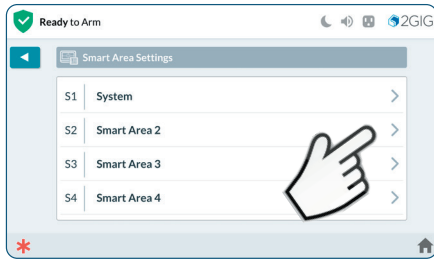 Ready to Arm
2GIG
Smart Area Settings
S1 System
S2 Smart Area 2
S3 Smart Area 3
S4 Smart Area 4